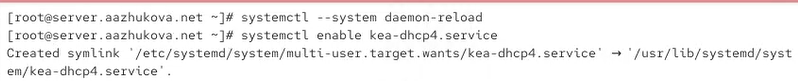 [root@server.aazhukova.net ~]# systemctl --system daemon-reload
[root@server.aazhukova.net ~]# systemctl enable kea-dhcp4.service
Created symlink '/etc/systemd/system/multi-user.target.wants/kea-dhcp4.service' → '/usr/lib/systemd/syst
em/kea-dhcp4.service'.